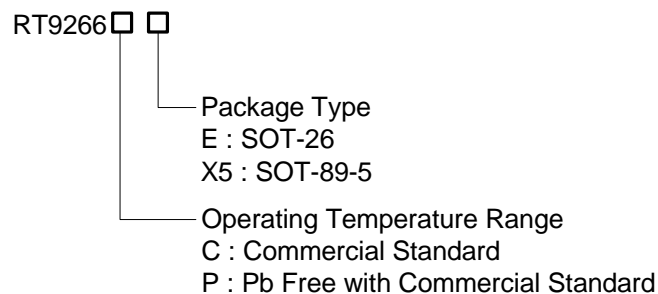 RT9266
Package Type
E : SOT-26
X5 : SOT-89-5
Operating Temperature Range
C : Commercial Standard
P : Pb Free with Commercial Standard